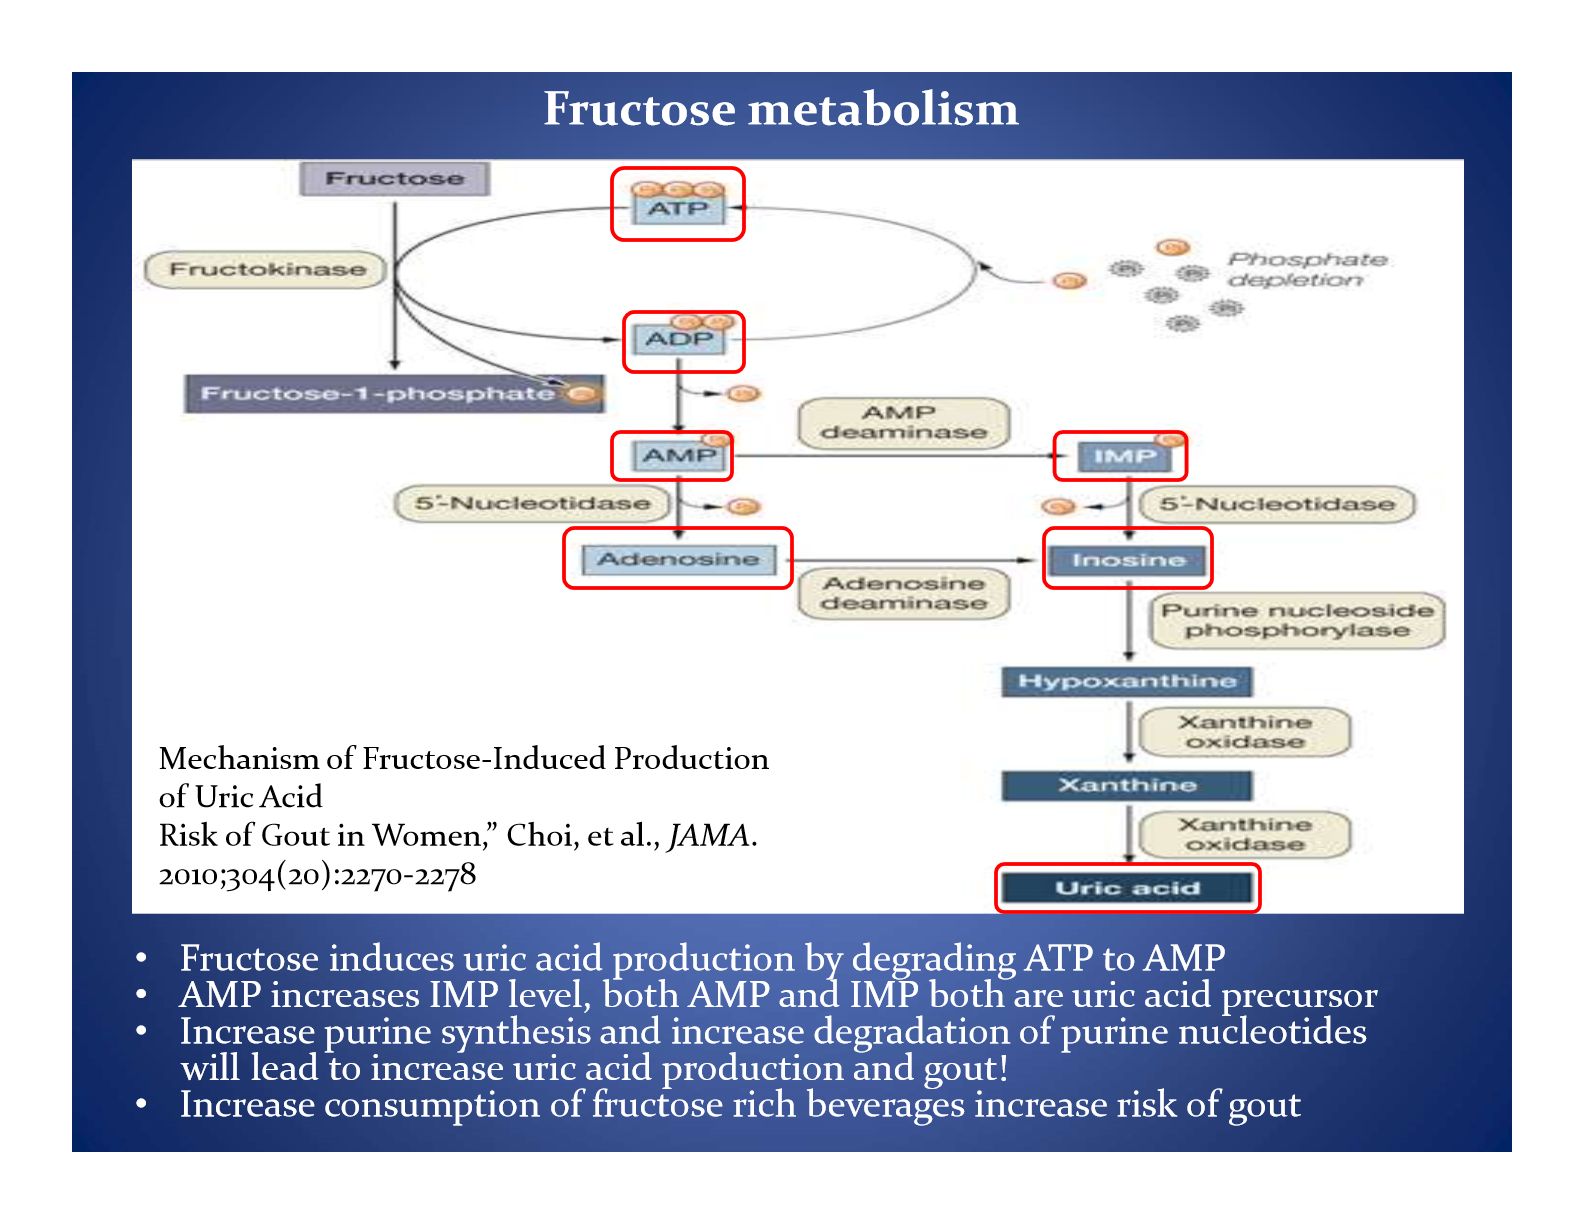 Fructose metabolism
Fructose
ATP
Fructokinase
Phosphate
depletion
ADP
Fructose-1-phosphate
AMP
deaminase
AMP
IMP
5'-Nucleotidase
5'-Nucleotidase
Adenosine
Inosine
Adenosine
deaminase
Purine nucleoside
phosphorylase
Hypoxanthine
Xanthine
oxidase
Xanthine
Xanthine
oxidase
Uric acid
Mechanism of Fructose-Induced Production
of Uric Acid
Risk of Gout in Women,” Choi, et al., JAMA.
2010;304(20):2270-2278
• Fructose induces uric acid production by degrading ATP to AMP
• AMP increases IMP level, both AMP and IMP both are uric acid precursor
• Increase purine synthesis and increase degradation of purine nucleotides
will lead to increase uric acid production and gout!
• Increase consumption of fructose rich beverages increase risk of gout